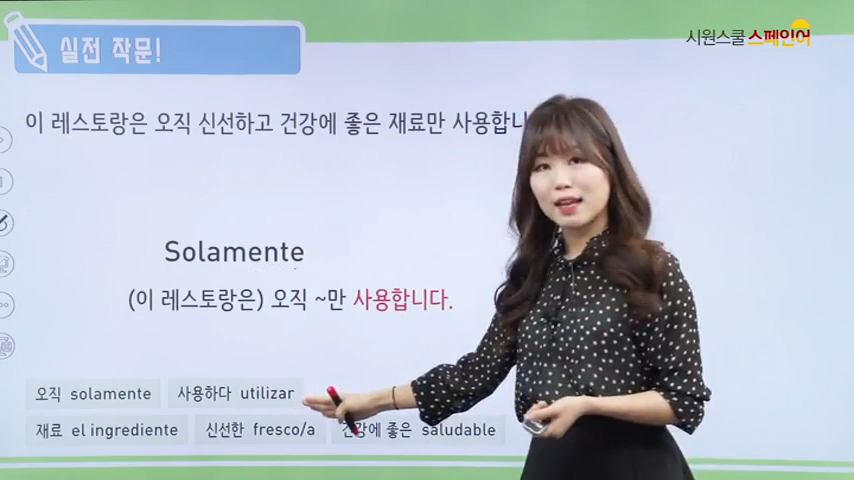 실전 작문!
시원스쿨 스페인어
이 레스토랑은 오직 신선하고 건강에 좋은 재료만 사용합니
Solamente
(이 레스토랑은) 오직 ~만 사용합니다.
오직 solamente 사용하다 utilizar
재료 el ingrediente 신선한 fresco/a 건강에 좋은 saludable